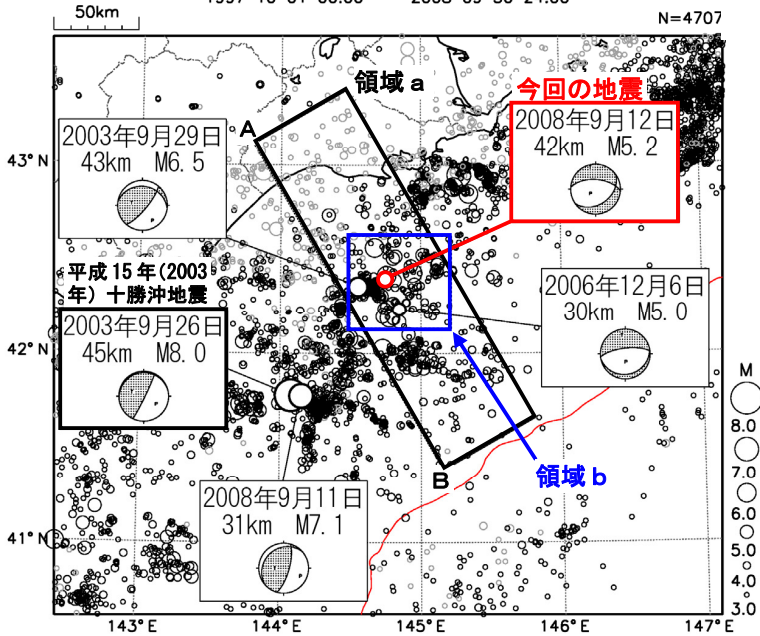 50km
N=4707
領域a
今回の地震
A
2003年9月29日
43km M6.5
2008年9月12日
42km M5.2
43°N
平成15年(2003
年)十勝沖地震
2003年9月26日
45km M8.0
2006年12月6日
30km M5.0
42°N
M
8.0
7.0
6.0
5.0
4.0
3.0
B
領域b
2008年9月11日
31km M7.1
41°N
143°E
144°E
145°E
146°E
147°E